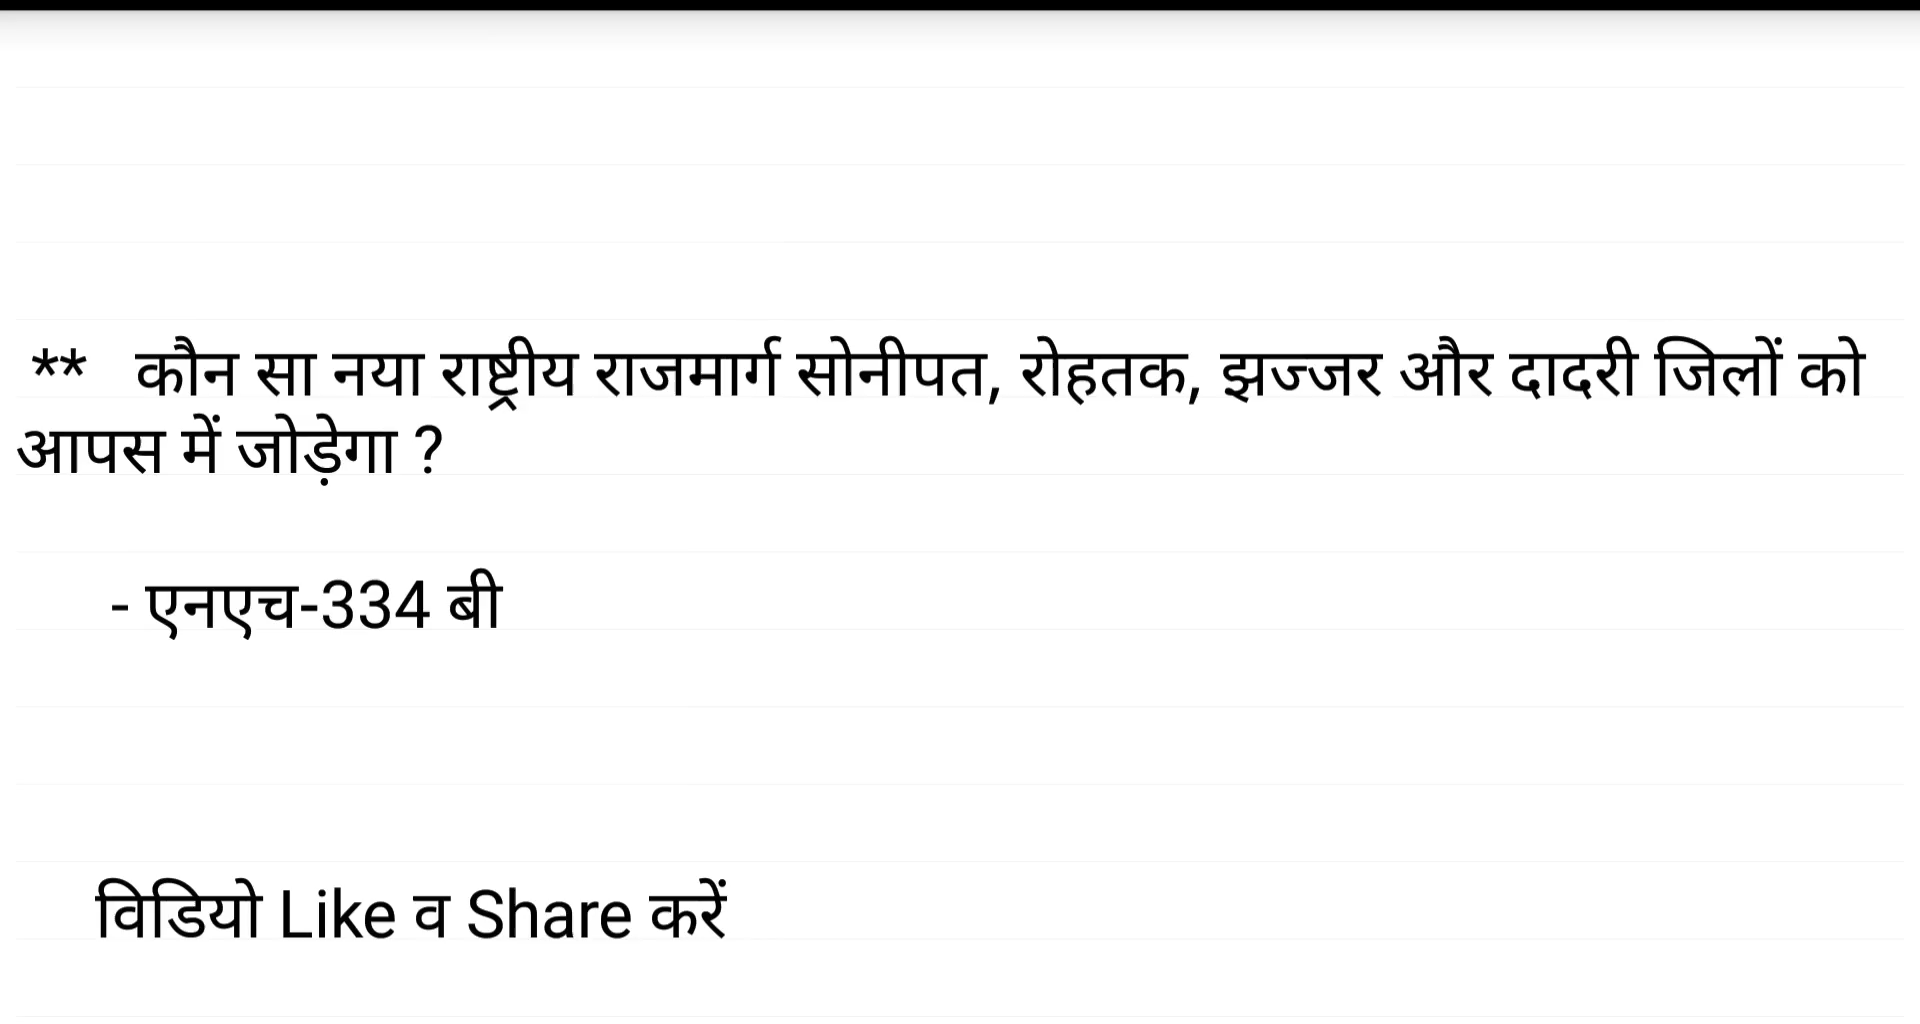 ** कौन सा नया राष्ट्रीय राजमार्ग सोनीपत, रोहतक, झज्जर और दादरी जिलों को
आपस में जोड़ेगा ?
- एनएच-334 बी
विडियो Like व Share करें